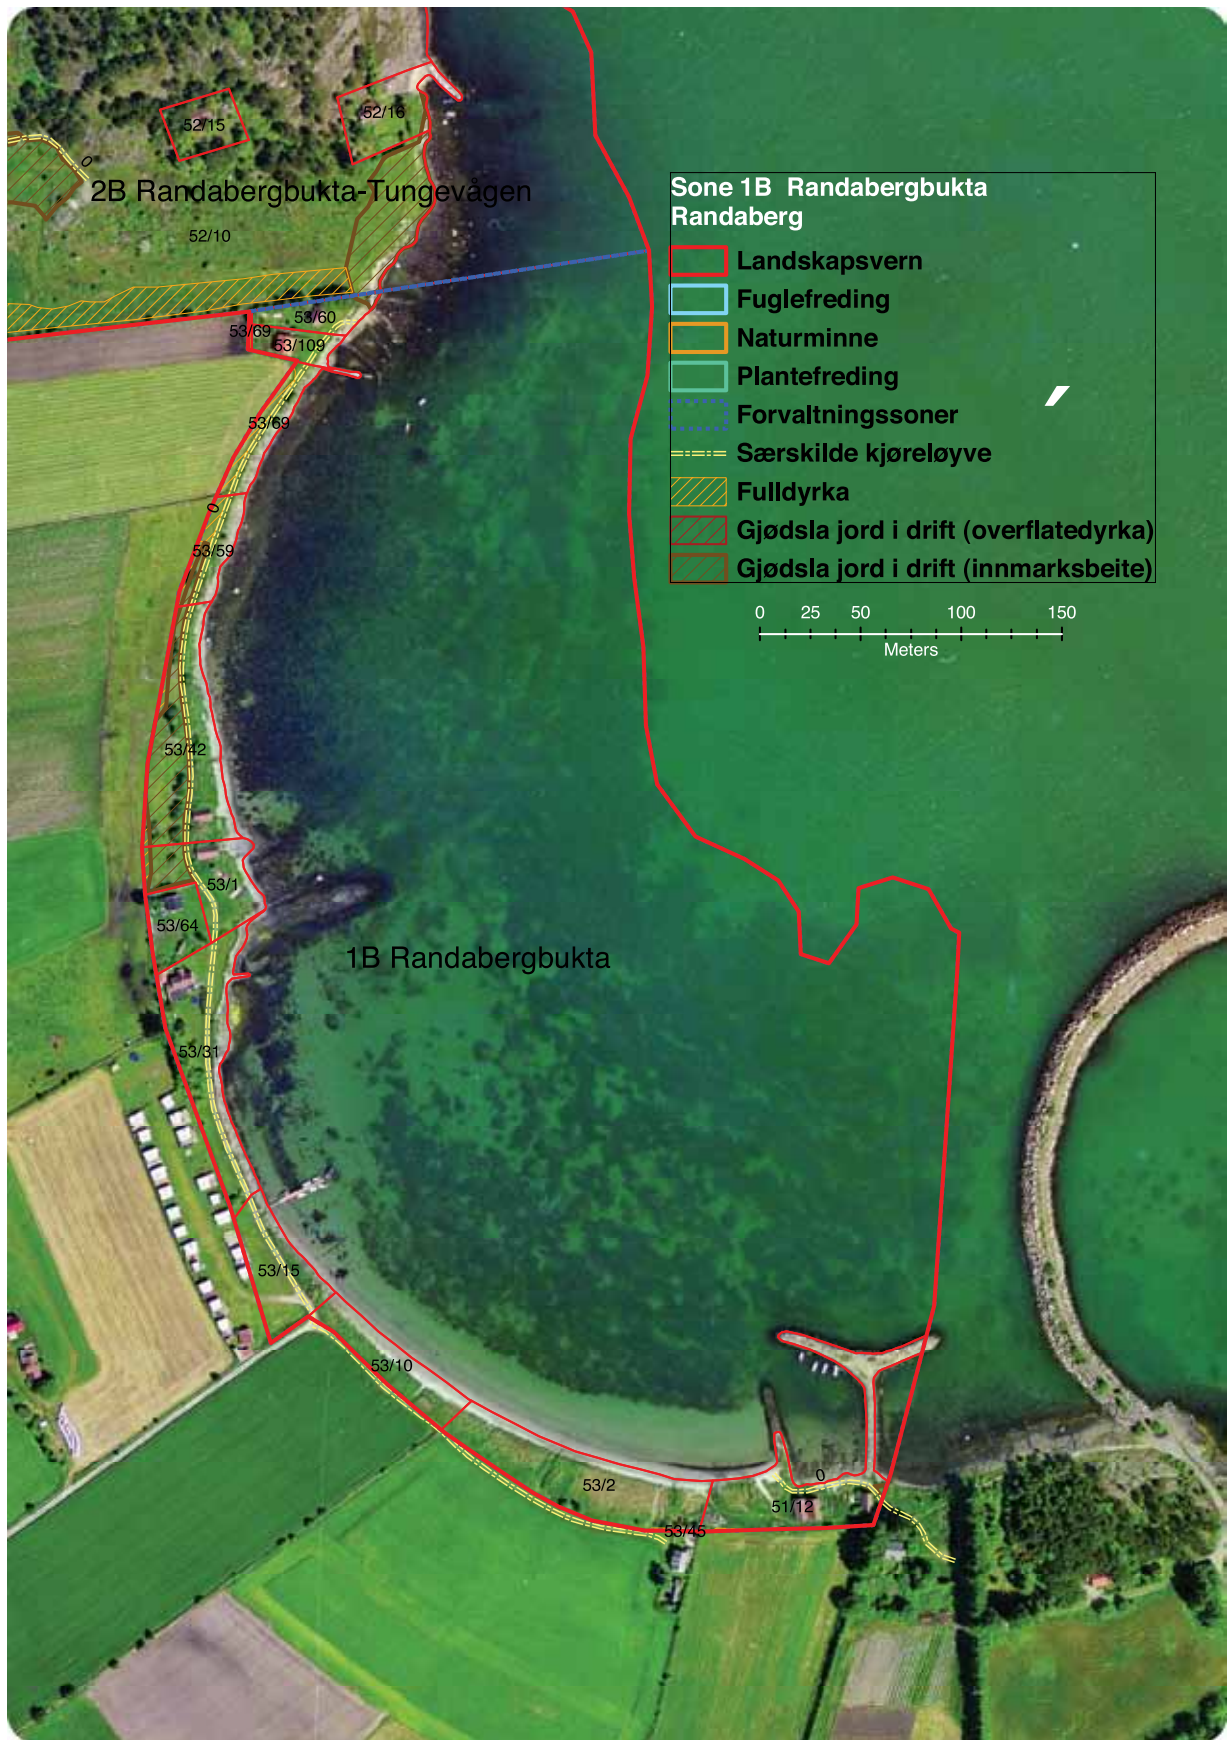 52/15
52/16
0
2B Randabergbukta-Tungevågen
52/10
Sone 1B Randabergbukta
Randaberg
Landskapsvern
Fuglefreding
Naturminne
Plantefreding
Forvaltningssoner
Særskilde kjøreløyve
Fulldyrka
Gjødsla jord i drift (overflatedyrka)
Gjødsla jord i drift (innmarksbeite)
0 25 50 100 150
Meters
53/60
53/69
53/109
53/69
0
53/59
53/42
53/1
53/64
1B Randabergbukta
53/31
53/15
53/10
0
53/2
51/12
53/45